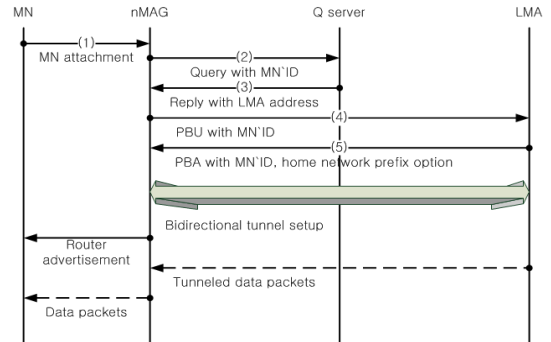 MN nMAG Q server LMA
(1)
MN attachment
(2)
Query with MN`ID
(3)
Reply with LMA address
(4)
PBU with MN`ID
(5)
PBA with MN`ID, home network prefix option
Bidirectional tunnel setup
Router
advertisement
Tunneled data packets
Data packets